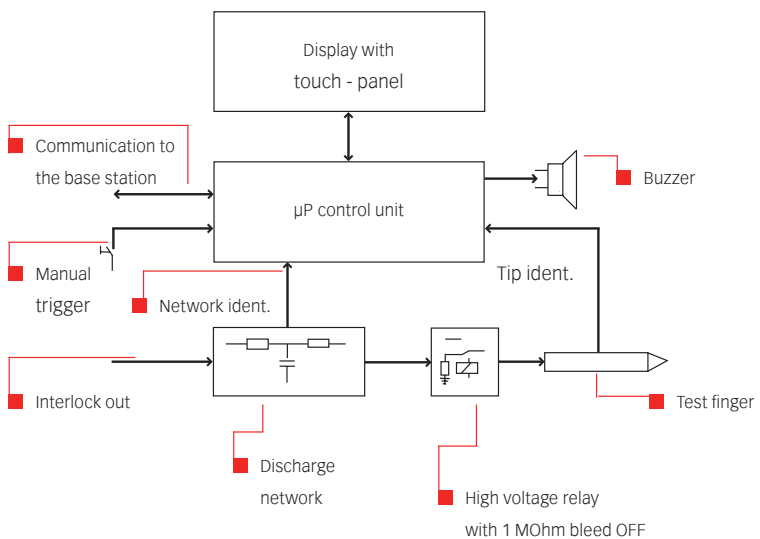 Display with
touch - panel
Communication to
the base station
µP control unit
Buzzer
Manual
trigger
Network ident.
Tip ident.
Interlock out
Test finger
Discharge
network
High voltage relay
with 1 MOhm bleed OFF